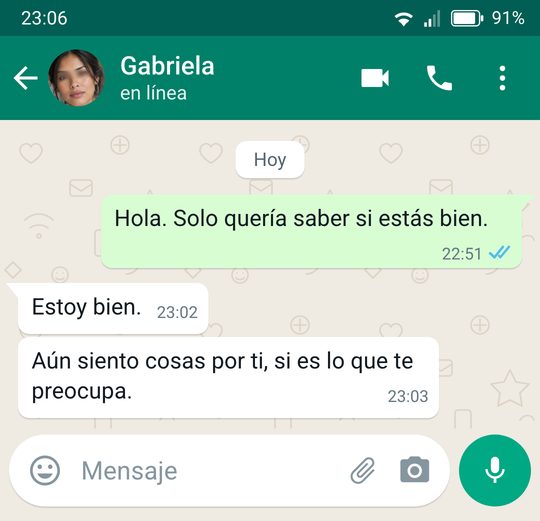 23:06
91%
Gabriela
en línea
Hoy
Hola. Solo quería saber si estás bien.
22:51
Estoy bien.
23:02
Aún siento cosas por ti, si es lo que te
preocupa.
23:03
Mensaje